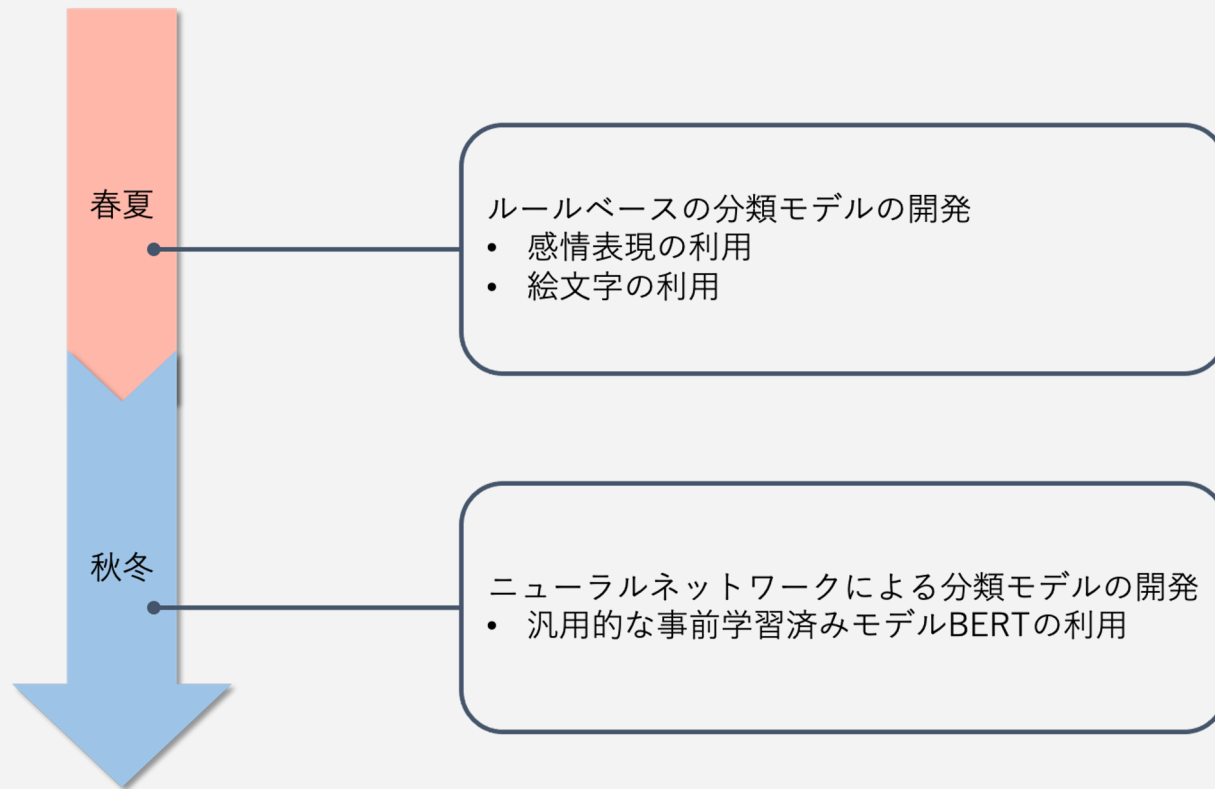 春夏
ルールベースの分類モデルの開発
• 感情表現の利用
• 絵文字の利用
秋冬
ニューラルネットワークによる分類モデルの開発
• 汎用的な事前学習済みモデルBERTの利用